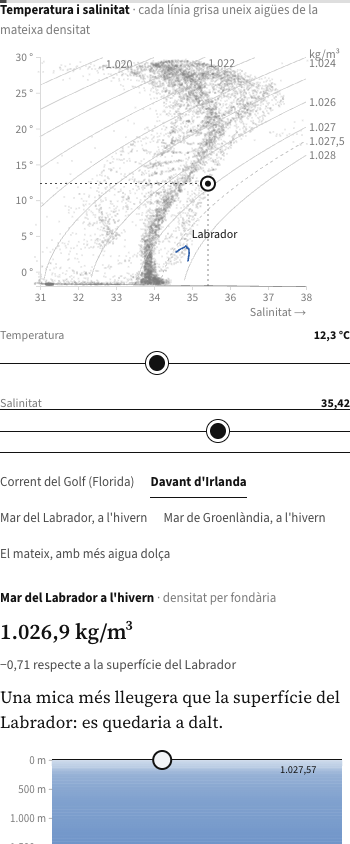 Temperatura i salinitat · cada línia grisa uneix aigües de la
mateixa densitat
kg/m³
30 °
1.020
1.022
1.024
25 °
1.026
20 °
1.027
1.027,5
15 °
1.028
10 °
5 °
Labrador
0 °
31 32 33 34 35 36 37 38
Salinitat →
Temperatura 12,3 °C
Salinitat 35,42
Corrent del Golf (Florida) Davant d'Irlanda
Mar del Labrador, a l'hivern Mar de Groenlàndia, a l'hivern
El mateix, amb més aigua dolça
Mar del Labrador a l'hivern · densitat per fondària
1.026,9 kg/m³
−0,71 respecte a la superfície del Labrador
Una mica més lleugera que la superfície del
Labrador: es quedaria a dalt.
0 m
1.027,57
500 m
1.000 m